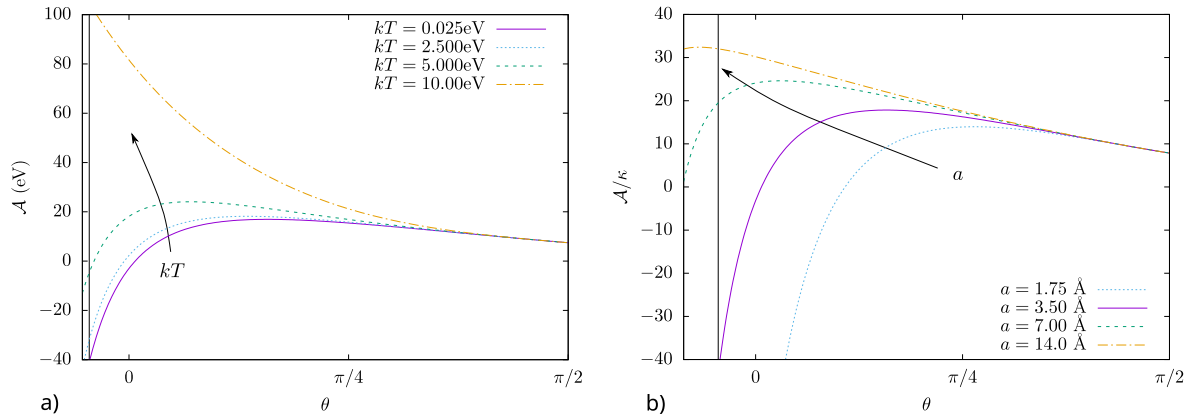 100
80
60
40
20
0
−20
−40
𝒜 (eV)
kT = 0.025eV
kT = 2.500eV
kT = 5.000eV
kT = 10.00eV
kT
0
π/4
π/2
θ
a)
40
30
20
10
0
−10
−20
−30
−40
𝒜/κ
a
a = 1.75 Å
a = 3.50 Å
a = 7.00 Å
a = 14.0 Å
0
π/4
π/2
θ
b)